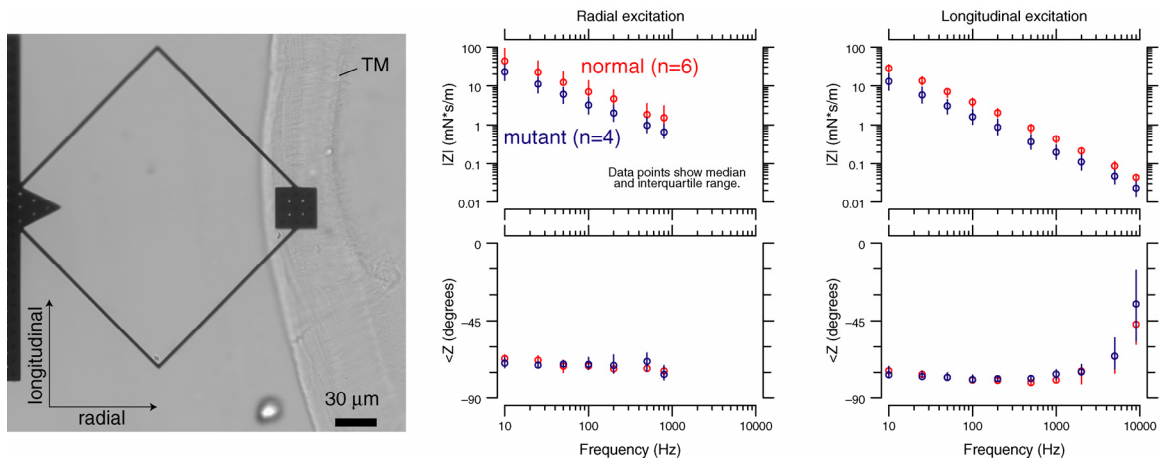 TM
longitudinal
radial
30 μm
Radial excitation
100
10
1
0.1
0.01
|Z| (mN*s/m)
normal (n=6)
mutant (n=4)
Data points show median
and interquartile range.
0
−45
−90
<Z (degrees)
10
100
1000
10000
Frequency (Hz)
Longitudinal excitation
100
10
1
0.1
0.01
|Z| (mN*s/m)
0
−45
−90
<Z (degrees)
10
100
1000
10000
Frequency (Hz)